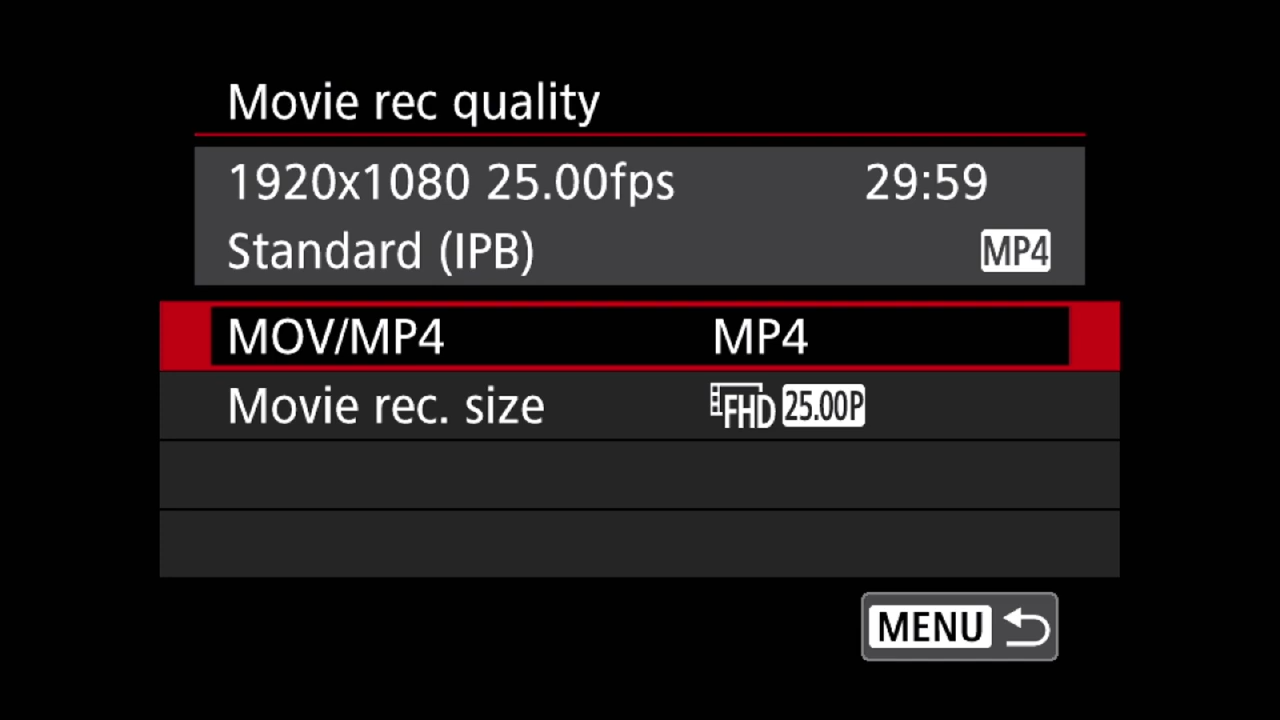 Movie rec quality
1920x1080 25.00fps 29:59
Standard (IPB) MP4
MOV/MP4 MP4
Movie rec. size FHD 25.00P
MENU